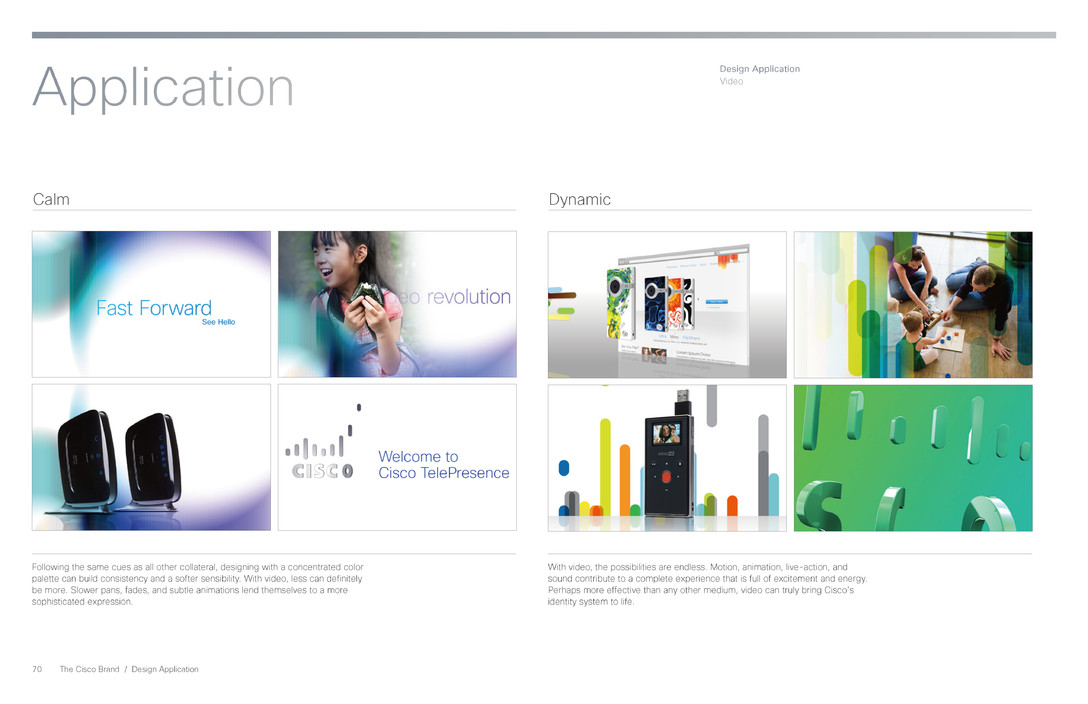 Application
Design Application
Video
Calm
Dynamic
Fast Forward
See Hello
eo revolution
CISCO
Welcome to
Cisco TelePresence
S C O
Following the same cues as all other collateral, designing with a concentrated color
palette can build consistency and a softer sensibility. With video, less can definitely
be more. Slower pans, fades, and subtle animations lend themselves to a more
sophisticated expression.
With video, the possibilities are endless. Motion, animation, live-action, and
sound contribute to a complete experience that is full of excitement and energy.
Perhaps more effective than any other medium, video can truly bring Cisco's
identity system to life.
70 The Cisco Brand / Design Application